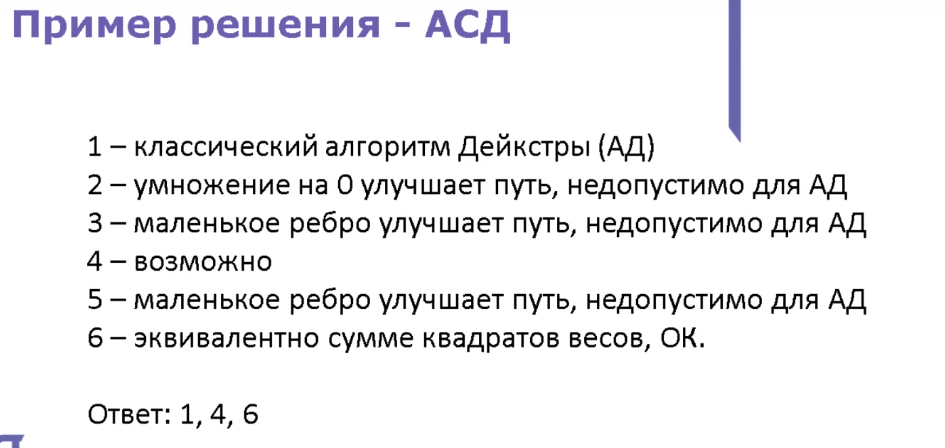 Пример решения - АСД
1 – классический алгоритм Дейкстры (АД)
2 – умножение на 0 улучшает путь, недопустимо для АД
3 – маленькое ребро улучшает путь, недопустимо для АД
4 – возможно
5 – маленькое ребро улучшает путь, недопустимо для АД
6 – эквивалентно сумме квадратов весов, ОК.
Ответ: 1, 4, 6